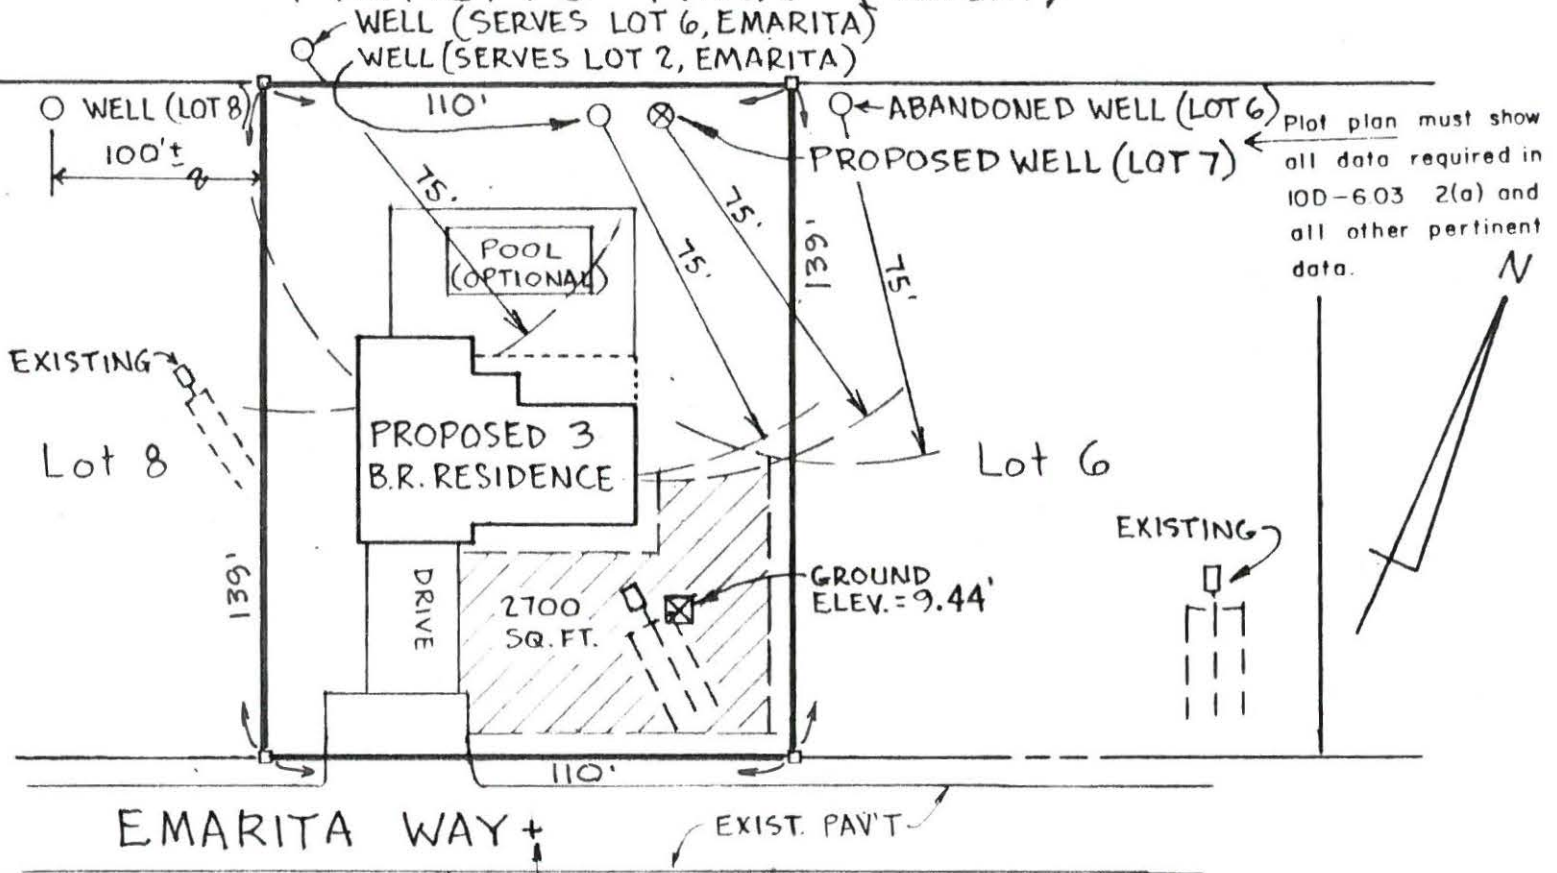 WELL (SERVES LOT 6, EMARITA)
WELL (SERVES LOT 2, EMARITA)
WELL (LOT 8)
110'
ABANDONED WELL (LOT 6)
100'±
PROPOSED WELL (LOT 7)
Plot plan must show
all data required in
10D-6.03 2(a) and
all other pertinent
data.
N
75'
75'
75'
75'
139'
POOL
(OPTIONAL)
EXISTING
Lot 8
PROPOSED 3
B.R. RESIDENCE
Lot 6
EXISTING
139'
DRIVE
2700
SQ. FT.
GROUND
ELEV. = 9.44'
110'
EMARITA WAY
EXIST. PAV'T